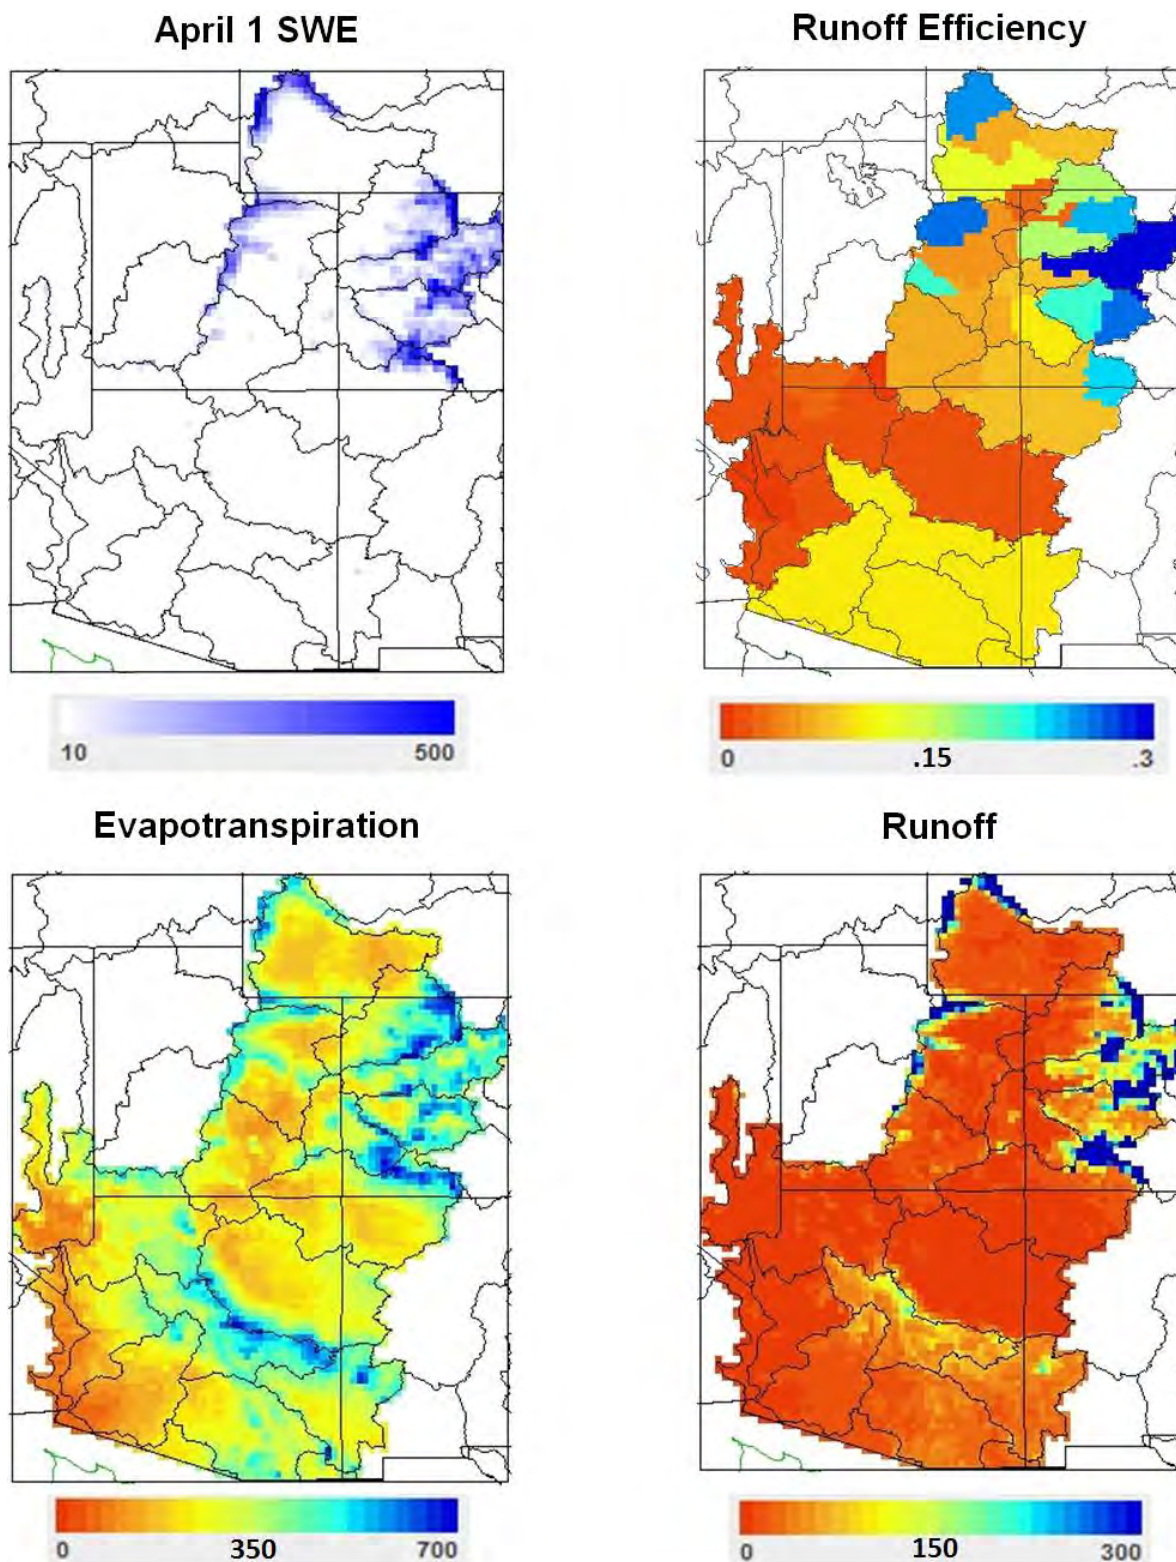 April 1 SWE
Runoff Efficiency
10 500
0 .15 .3
Evapotranspiration
Runoff
0 350 700
0 150 300